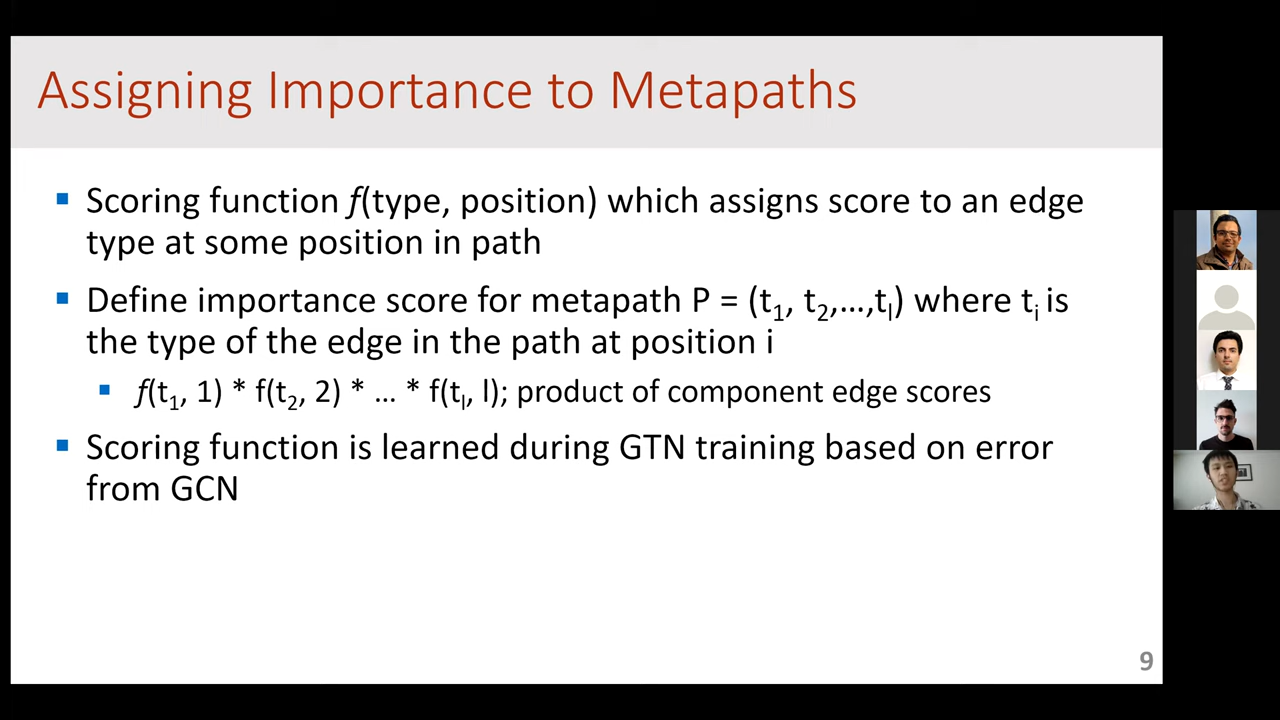 Assigning Importance to Metapaths
▪ Scoring function f(type, position) which assigns score to an edge
type at some position in path
▪ Define importance score for metapath P = (t₁, t₂,…,tₗ) where tᵢ is
the type of the edge in the path at position i
▪ f(t₁, 1) * f(t₂, 2) * … * f(tₗ, l); product of component edge scores
▪ Scoring function is learned during GTN training based on error
from GCN
9